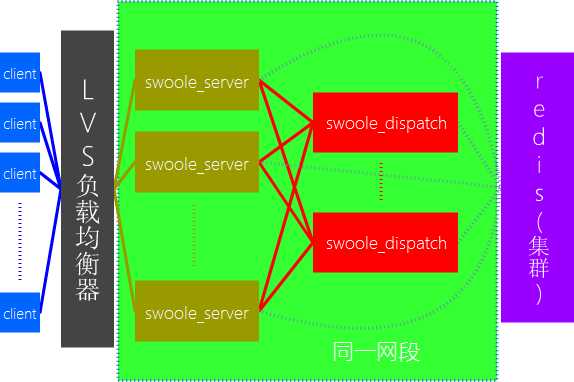 client
client
client
client
LVS负载均衡器
swoole_server
swoole_server
swoole_server
swoole_dispatch
swoole_dispatch
同一网段
redis(集群)